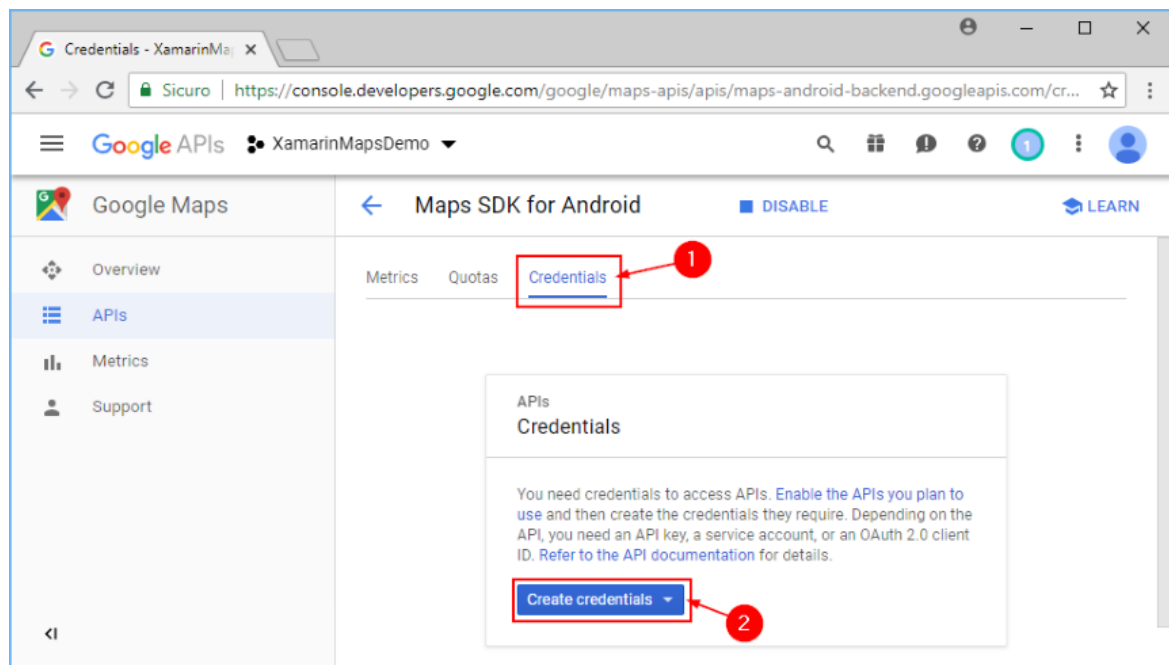 Credentials - XamarinMa
Sicuro | https://console.developers.google.com/google/maps-apis/apis/maps-android-backend.googleapis.com/cr...
Google APIs XamarinMapsDemo 1
Google Maps
Maps SDK for Android DISABLE LEARN
Overview
APIs
Metrics
Support
Metrics Quotas Credentials 1
APIs
Credentials
You need credentials to access APIs. Enable the APIs you plan to
use and then create the credentials they require. Depending on the
API, you need an API key, a service account, or an OAuth 2.0 client
ID. Refer to the API documentation for details.
Create credentials 2